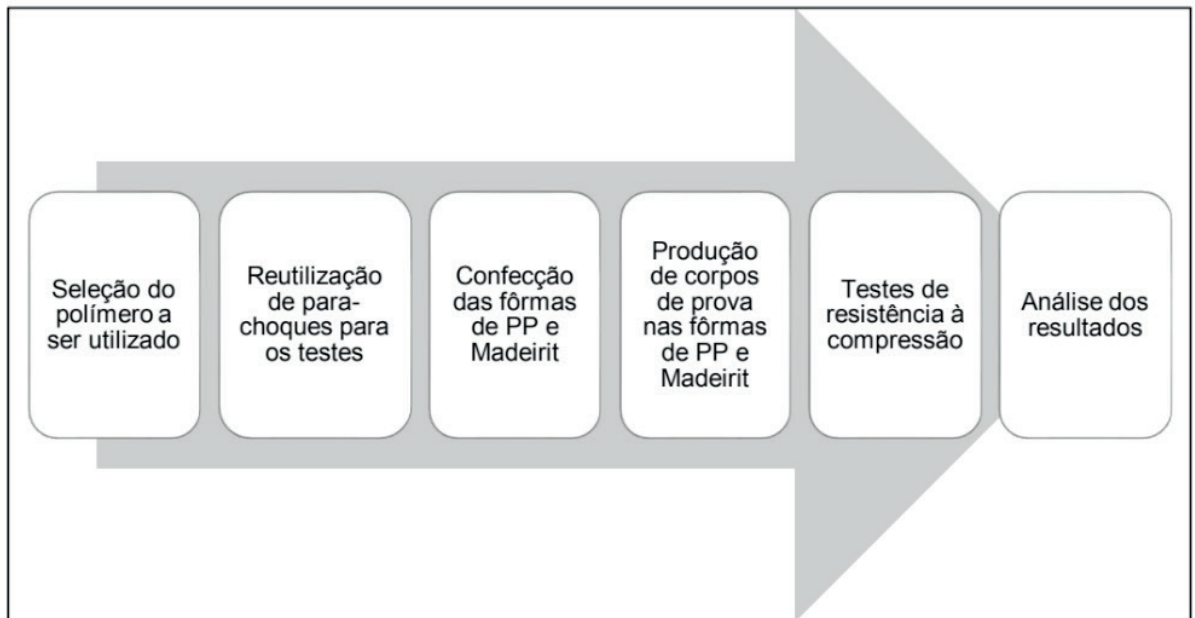 Seleção do
polímero a
ser utilizado
Reutilização
de para-
choques para
os testes
Confecção
das fôrmas
de PP e
Madeirit
Produção
de corpos
de prova
nas fôrmas
de PP e
Madeirit
Testes de
resistência à
compressão
Análise dos
resultados